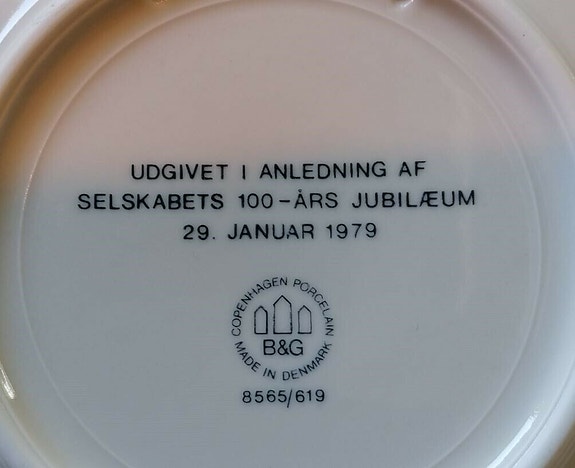 UDGIVET I ANLEDNING AF
SELSKABETS 100-ÅRS JUBILÆUM
29. JANUAR 1979
COPENHAGEN PORCELAIN
B&G
MADE IN DENMARK
8565/619